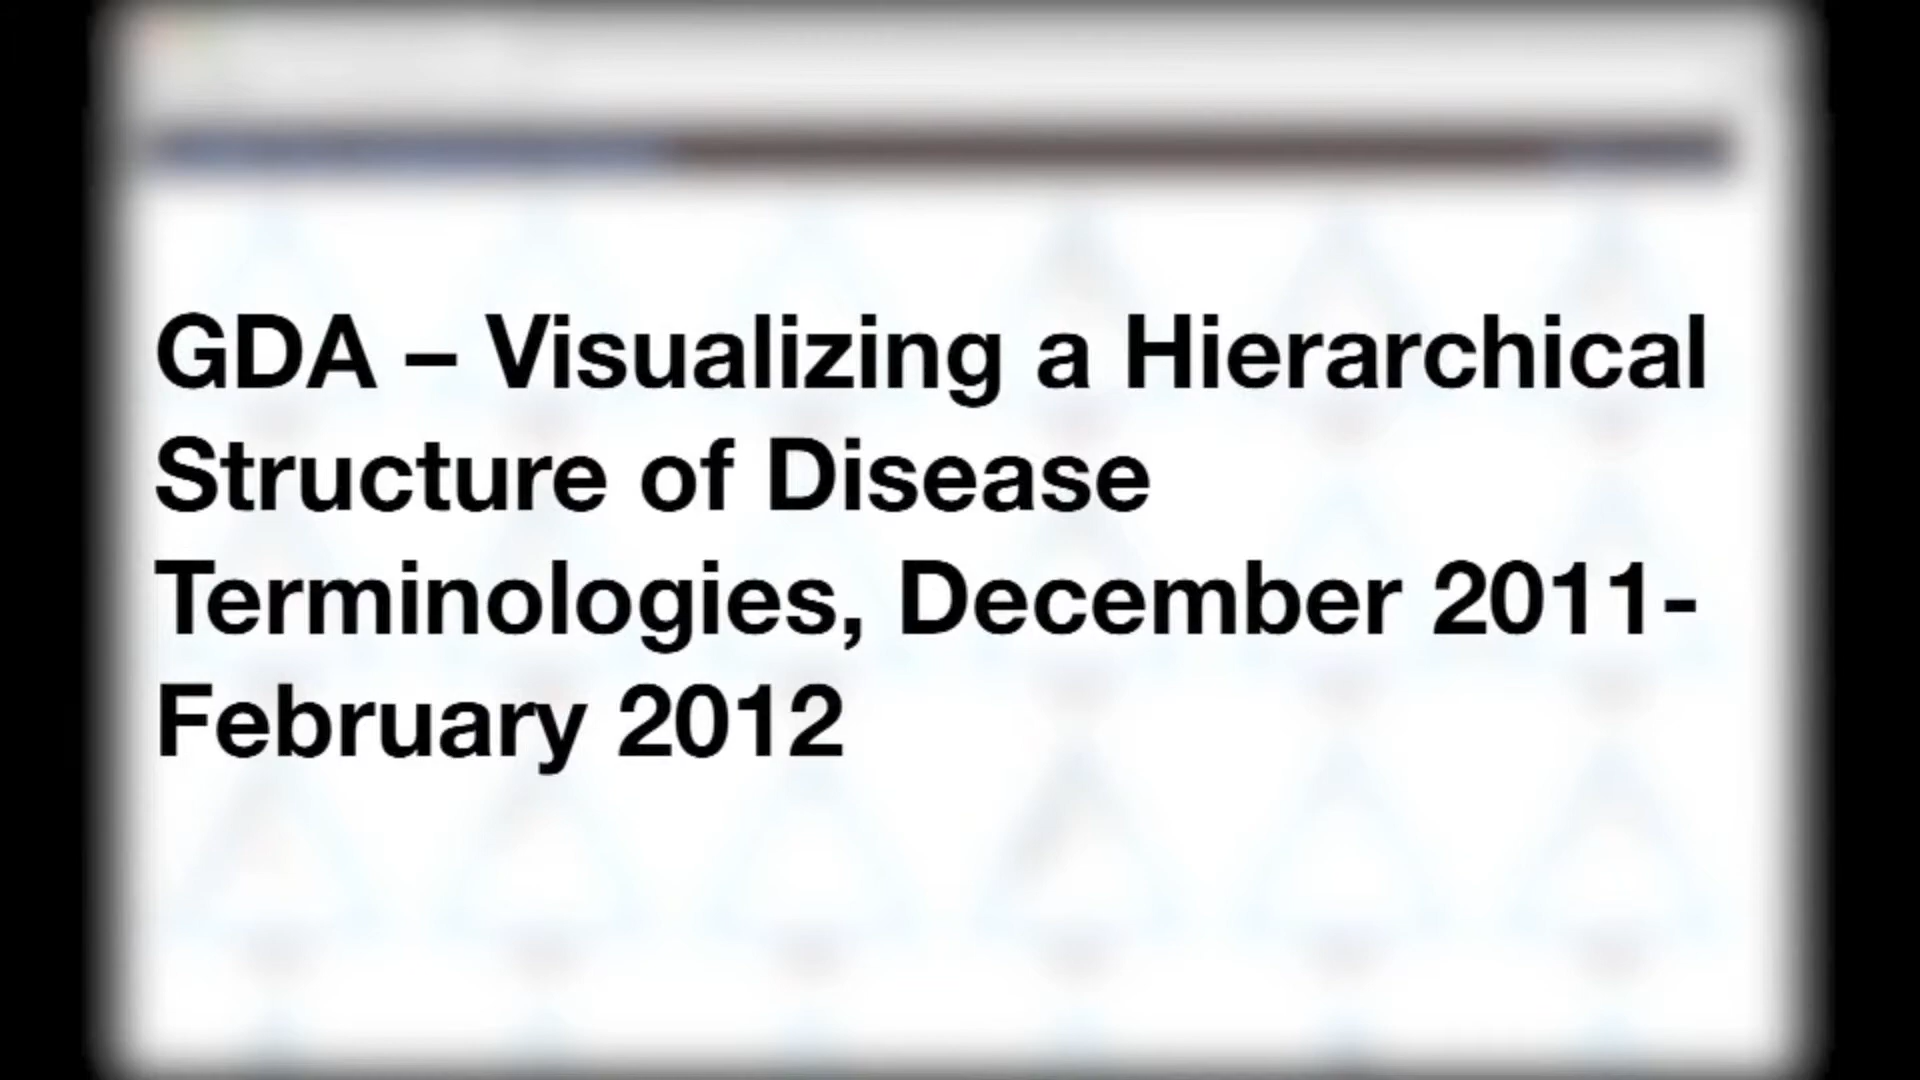 GDA – Visualizing a Hierarchical
Structure of Disease
Terminologies, December 2011-
February 2012